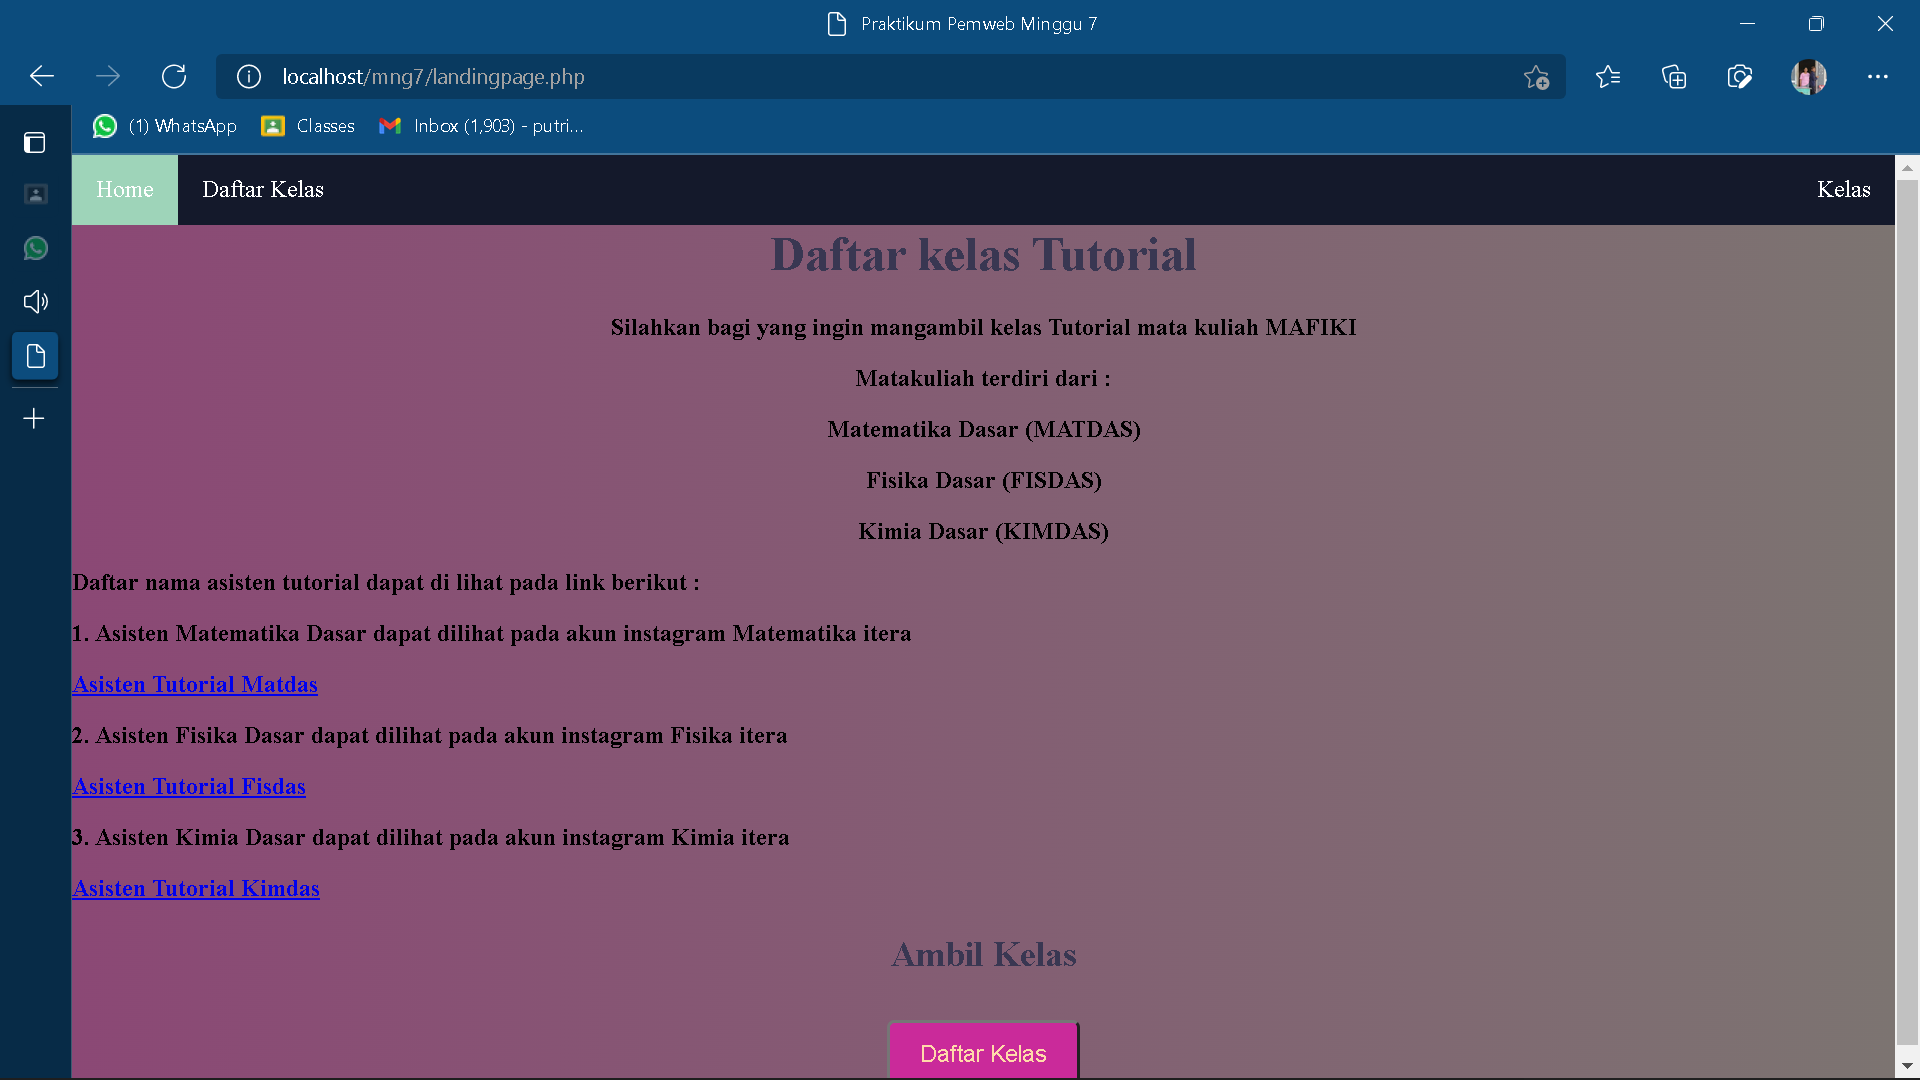 Praktikum Pemweb Minggu 7
localhost/mng7/landingpage.php
(1) WhatsApp Classes Inbox (1,903) - putri...
Home Daftar Kelas Kelas
Daftar kelas Tutorial
Silahkan bagi yang ingin mangambil kelas Tutorial mata kuliah MAFIKI
Matakuliah terdiri dari :
Matematika Dasar (MATDAS)
Fisika Dasar (FISDAS)
Kimia Dasar (KIMDAS)
Daftar nama asisten tutorial dapat di lihat pada link berikut :
1. Asisten Matematika Dasar dapat dilihat pada akun instagram Matematika itera
Asisten Tutorial Matdas
2. Asisten Fisika Dasar dapat dilihat pada akun instagram Fisika itera
Asisten Tutorial Fisdas
3. Asisten Kimia Dasar dapat dilihat pada akun instagram Kimia itera
Asisten Tutorial Kimdas
Ambil Kelas
Daftar Kelas